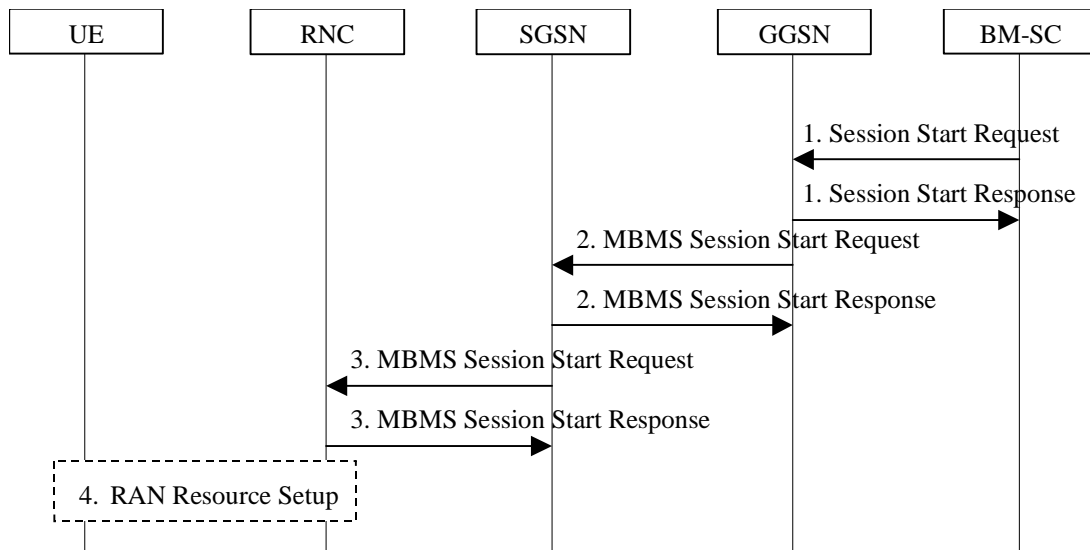 UE
RNC
SGSN
GGSN
BM-SC
1. Session Start Request
1. Session Start Response
2. MBMS Session Start Request
2. MBMS Session Start Response
3. MBMS Session Start Request
3. MBMS Session Start Response
4. RAN Resource Setup